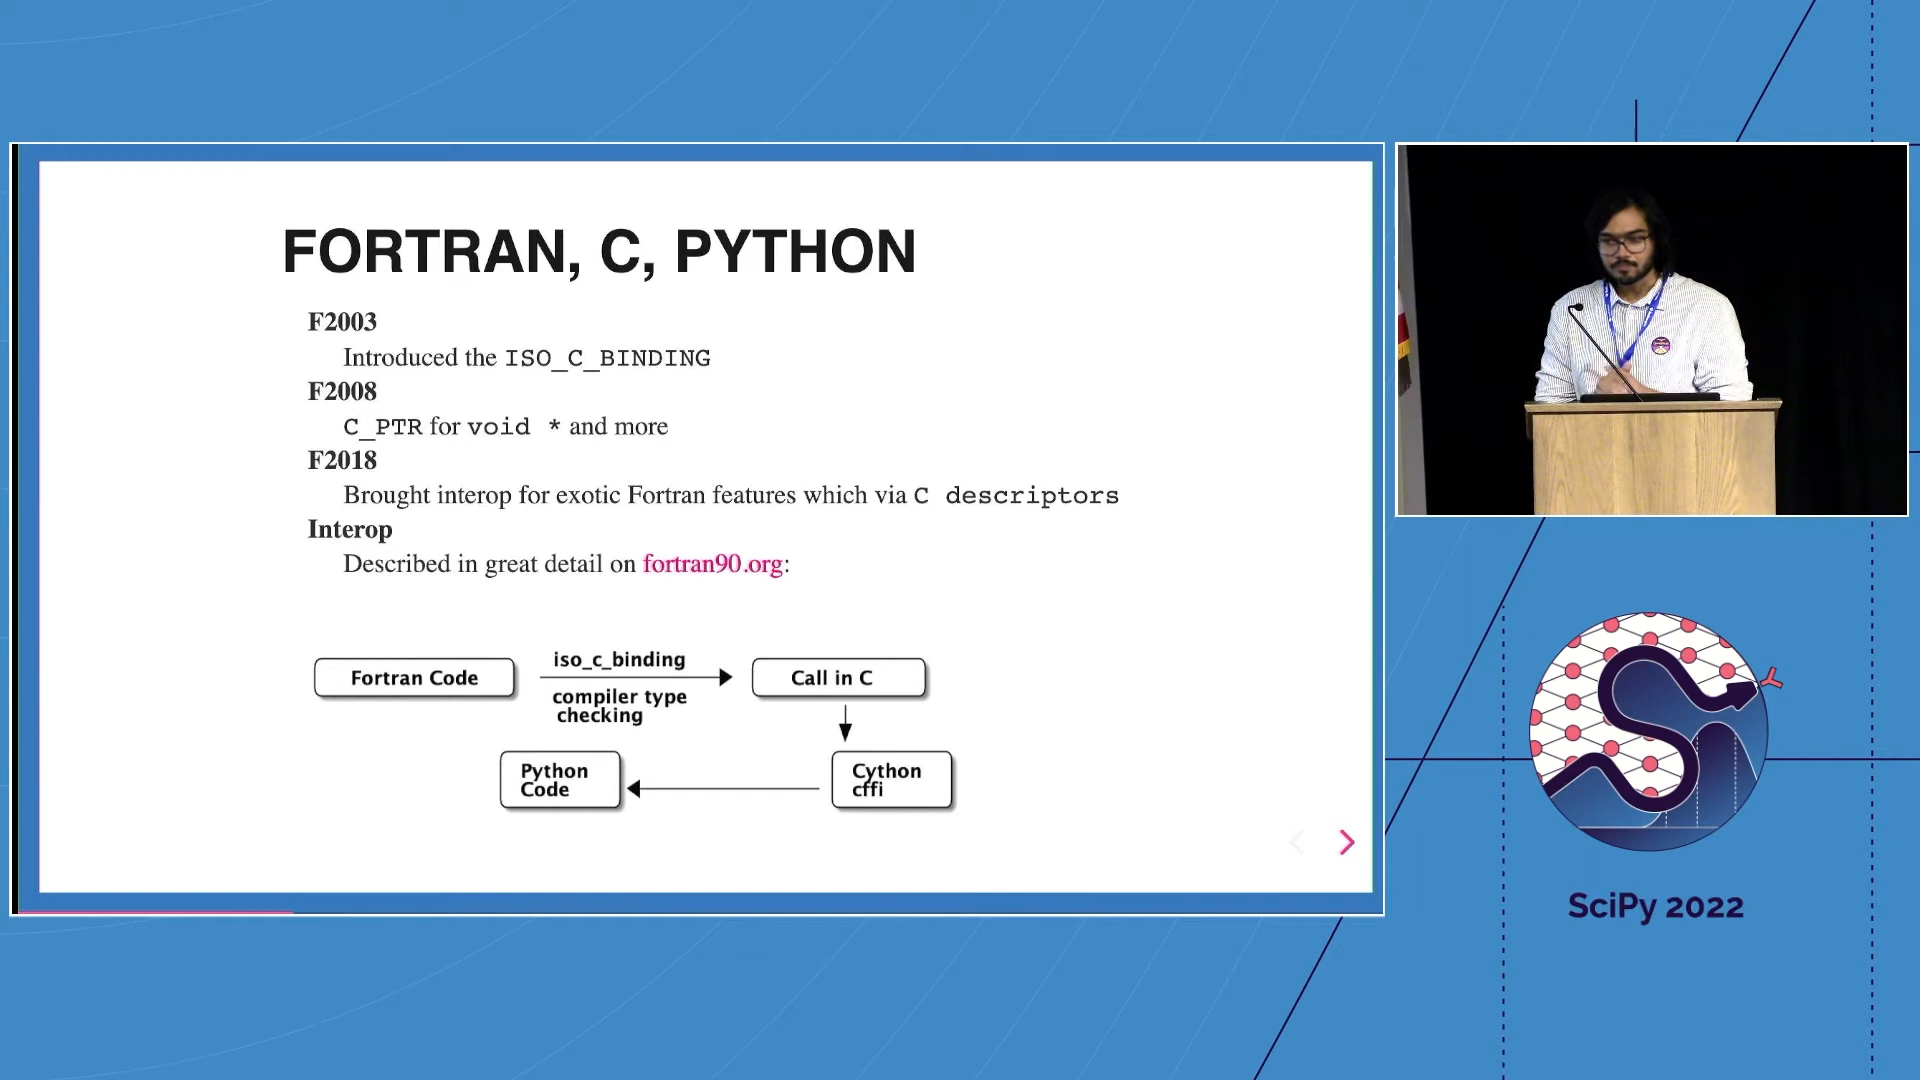 FORTRAN, C, PYTHON
F2003
Introduced the ISO_C_BINDING
F2008
C_PTR for void * and more
F2018
Brought interop for exotic Fortran features which via C descriptors
Interop
Described in great detail on fortran90.org:
Fortran Code
iso_c_binding
compiler type
checking
Call in C
Python
Code
Cython
cffi
SciPy 2022